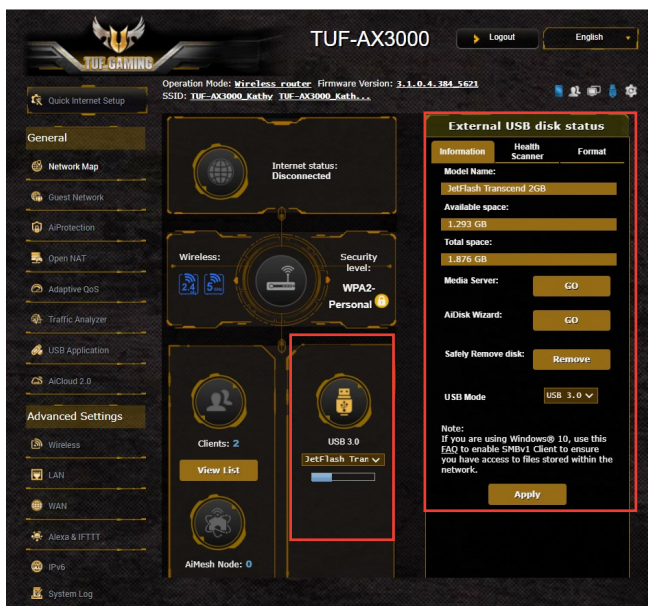 TUF GAMING
TUF-AX3000
Logout
English
Operation Mode: Wireless router Firmware Version: 3.1.0.4.384_5621
SSID: TUF-AX3000_Kathy TUF-AX3000_Kath...
Quick Internet Setup
General
Network Map
Guest Network
AiProtection
Open NAT
Adaptive QoS
Traffic Analyzer
USB Application
AiCloud 2.0
Advanced Settings
Wireless
LAN
WAN
Alexa & IFTTT
IPv6
System Log
Internet status:
Disconnected
Wireless:
2.4
5
Security
level:
WPA2-
Personal
Clients: 2
View List
AiMesh Node: 0
USB 3.0
JetFlash Tran
External USB disk status
Information
Health
Scanner
Format
Model Name:
JetFlash Transcend 2GB
Available space:
1.293 GB
Total space:
1.876 GB
Media Server:
GO
AiDisk Wizard:
GO
Safely Remove disk:
Remove
USB Mode
USB 3.0
Note:
If you are using Windows® 10, use this
FAQ to enable SMBv1 Client to ensure
you have access to files stored within the
network.
Apply